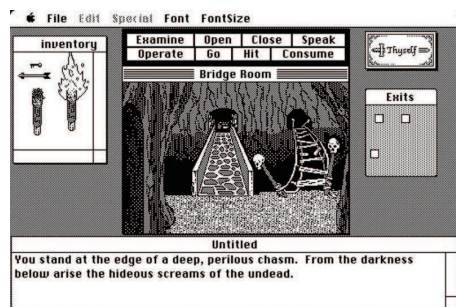 File Edit Special Font FontSize
inventory
Examine Open Close Speak
Operate Go Hit Consume
Bridge Room
Thyself
Exits
Untitled
You stand at the edge of a deep, perilous chasm. From the darkness
below arise the hideous screams of the undead.